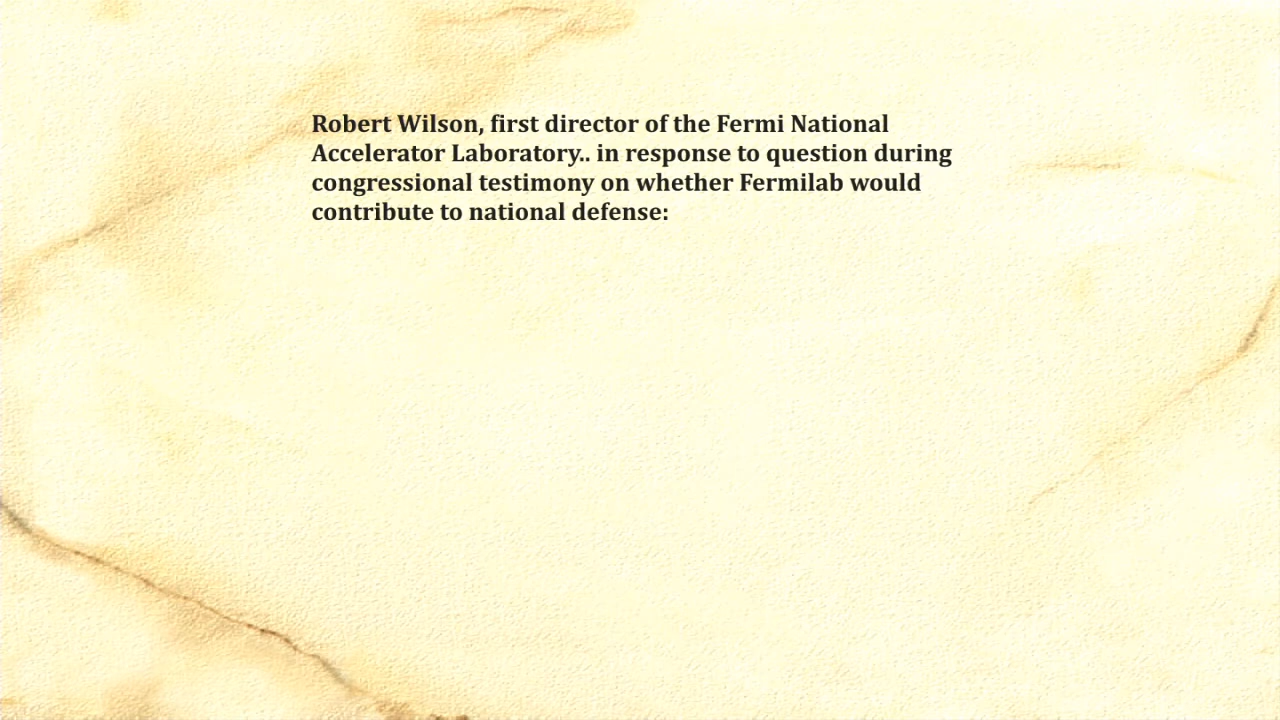 Robert Wilson, first director of the Fermi National
Accelerator Laboratory.. in response to question during
congressional testimony on whether Fermilab would
contribute to national defense: